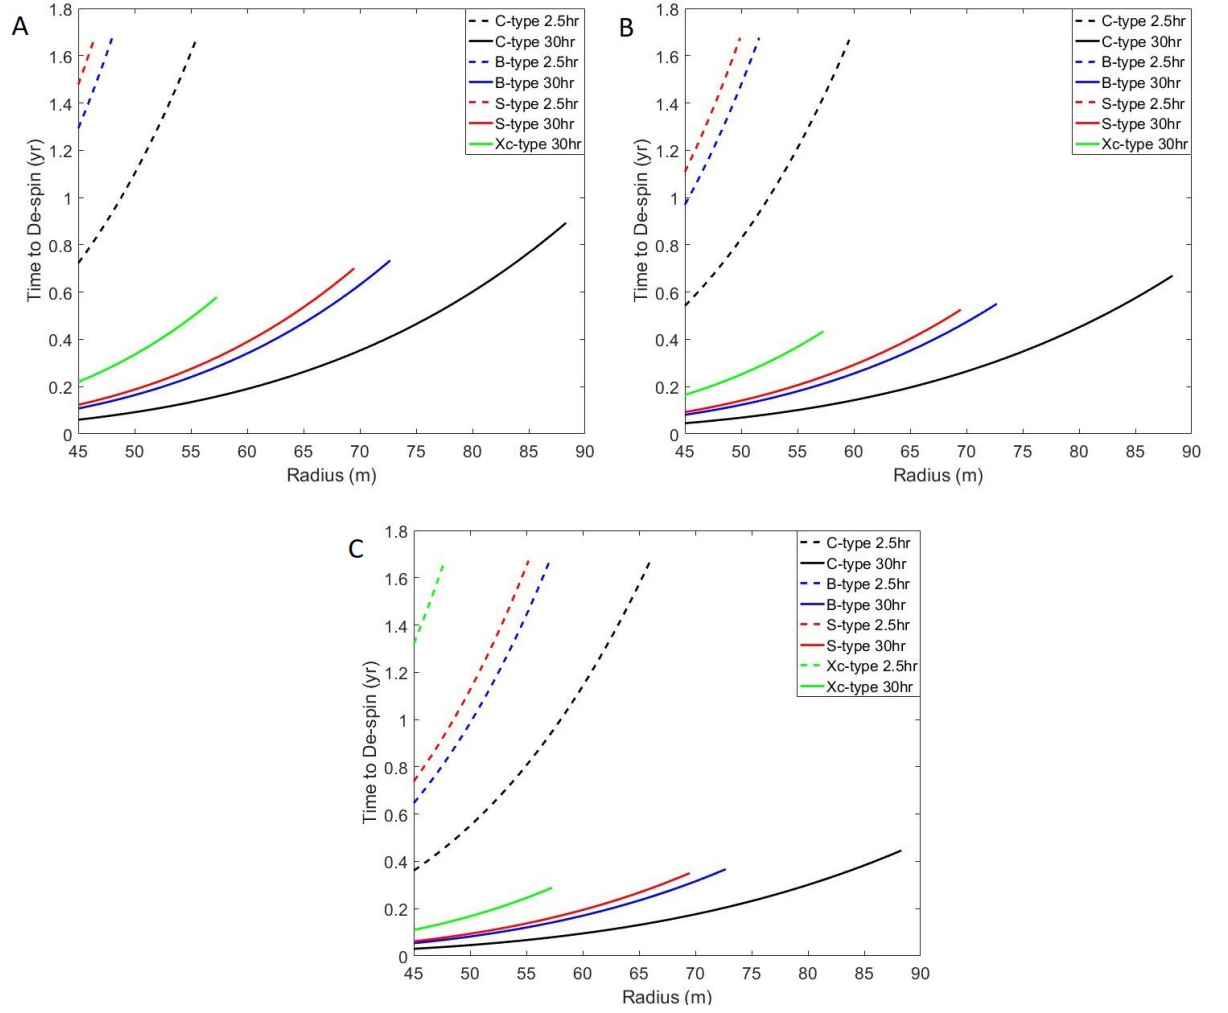 A
1.8
1.6
1.4
1.2
1
0.8
0.6
0.4
0.2
0
Time to De-spin (yr)
45 50 55 60 65 70 75 80 85 90
Radius (m)
C-type 2.5hr
C-type 30hr
B-type 2.5hr
B-type 30hr
S-type 2.5hr
S-type 30hr
Xc-type 30hr
B
1.8
1.6
1.4
1.2
1
0.8
0.6
0.4
0.2
0
Time to De-spin (yr)
45 50 55 60 65 70 75 80 85 90
Radius (m)
C-type 2.5hr
C-type 30hr
B-type 2.5hr
B-type 30hr
S-type 2.5hr
S-type 30hr
Xc-type 30hr
C
1.8
1.6
1.4
1.2
1
0.8
0.6
0.4
0.2
0
Time to De-spin (yr)
45 50 55 60 65 70 75 80 85 90
Radius (m)
C-type 2.5hr
C-type 30hr
B-type 2.5hr
B-type 30hr
S-type 2.5hr
S-type 30hr
Xc-type 2.5hr
Xc-type 30hr